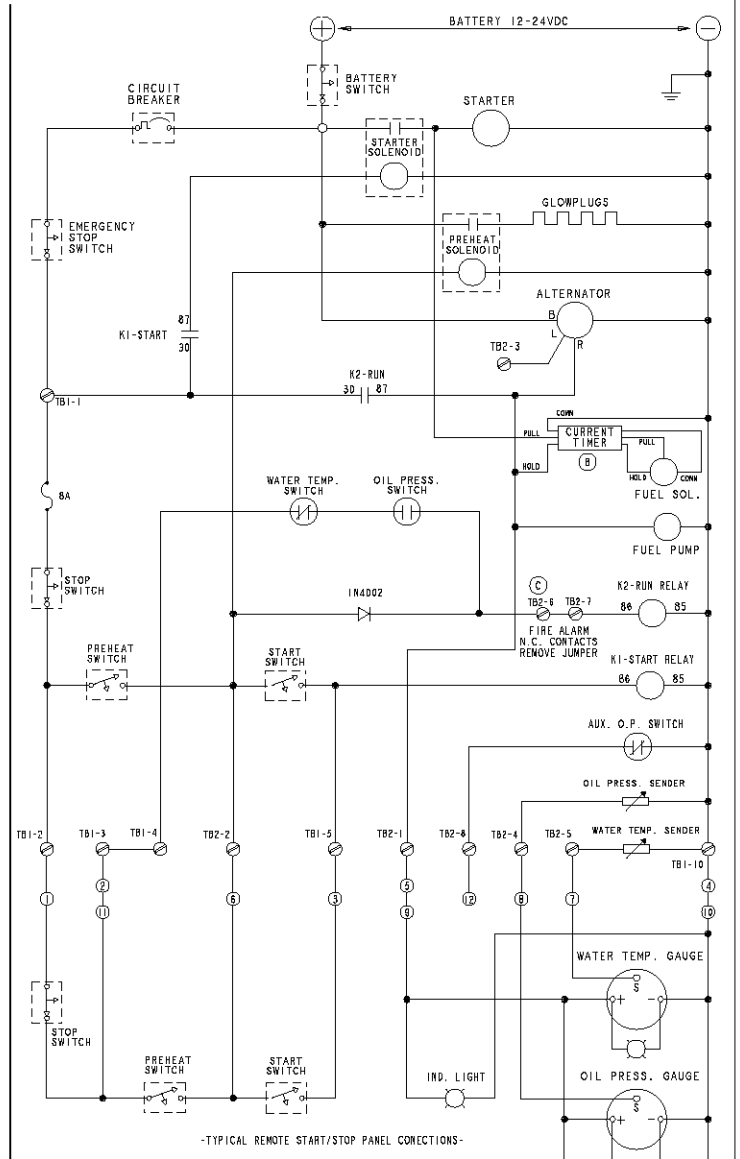 BATTERY 12-24VDC
+
-
BATTERY
SWITCH
CIRCUIT
BREAKER
STARTER
STARTER
SOLENOID
GLOWPLUGS
EMERGENCY
STOP
SWITCH
PREHEAT
SOLENOID
ALTERNATOR
B
L
R
87
K1-START
30
TB2-3
K2-RUN
30 87
TB1-1
CONN
PULL
CURRENT
TIMER
PULL
HOLD
B
HOLD
CONN
FUEL SOL.
8A
WATER TEMP.
SWITCH
OIL PRESS.
SWITCH
FUEL PUMP
STOP
SWITCH
1N4002
C
TB2-6
TB2-7
K2-RUN RELAY
86
85
FIRE ALARM
N.C. CONTACTS
REMOVE JUMPER
PREHEAT
SWITCH
START
SWITCH
K1-START RELAY
86
85
AUX. O.P. SWITCH
OIL PRESS. SENDER
TB1-2
TB1-3
TB1-4
TB2-2
TB1-5
TB2-1
TB2-8
TB2-4
TB2-5
WATER TEMP. SENDER
TB1-10
1
2
11
6
3
5
9
12
8
7
4
10
WATER TEMP. GAUGE
S
+
-
STOP
SWITCH
PREHEAT
SWITCH
START
SWITCH
IND. LIGHT
OIL PRESS. GAUGE
S
+
-
-TYPICAL REMOTE START/STOP PANEL CONECTIONS-